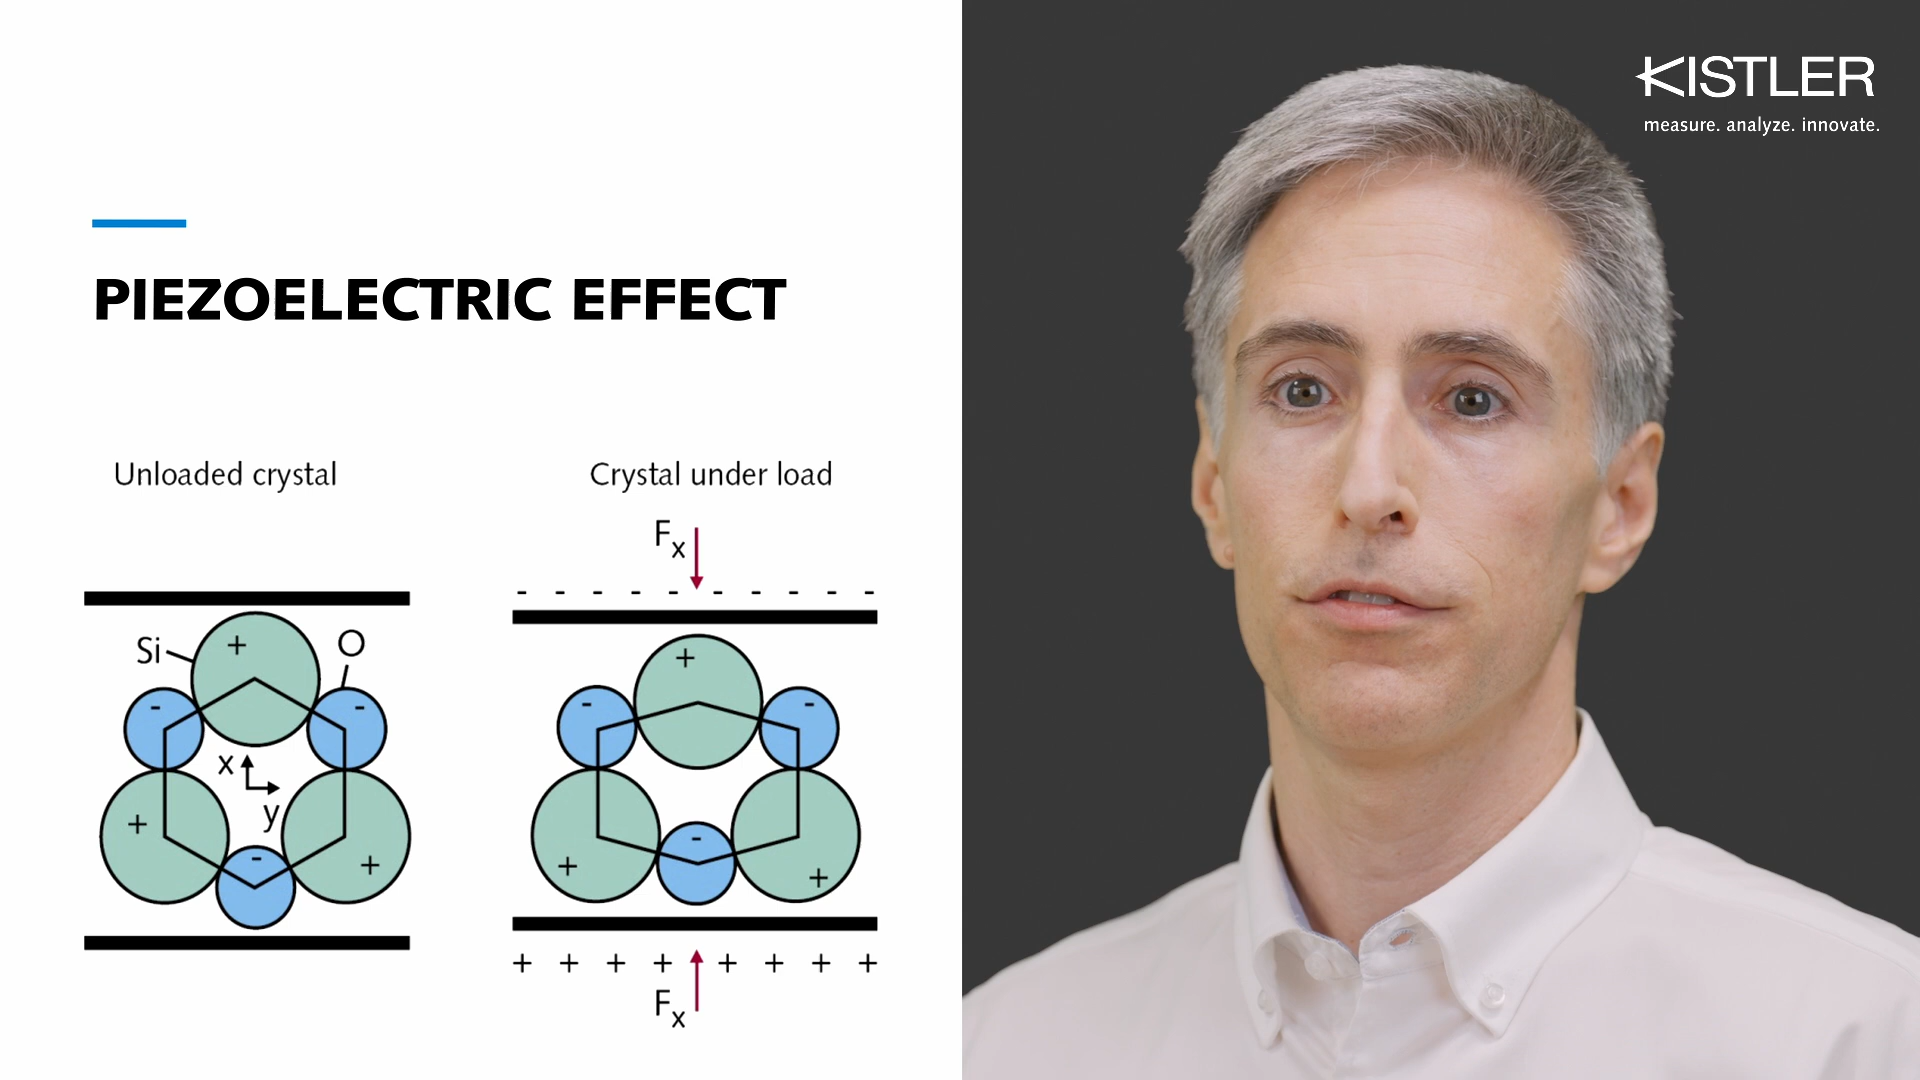 KISTLER
measure. analyze. innovate.
PIEZOELECTRIC EFFECT
Unloaded crystal
Crystal under load
Fx
- - - - - - - - - -
Si
O
+
- -
x
y
+ +
-
+
- -
+ +
-
+ + + + + + + +
Fx